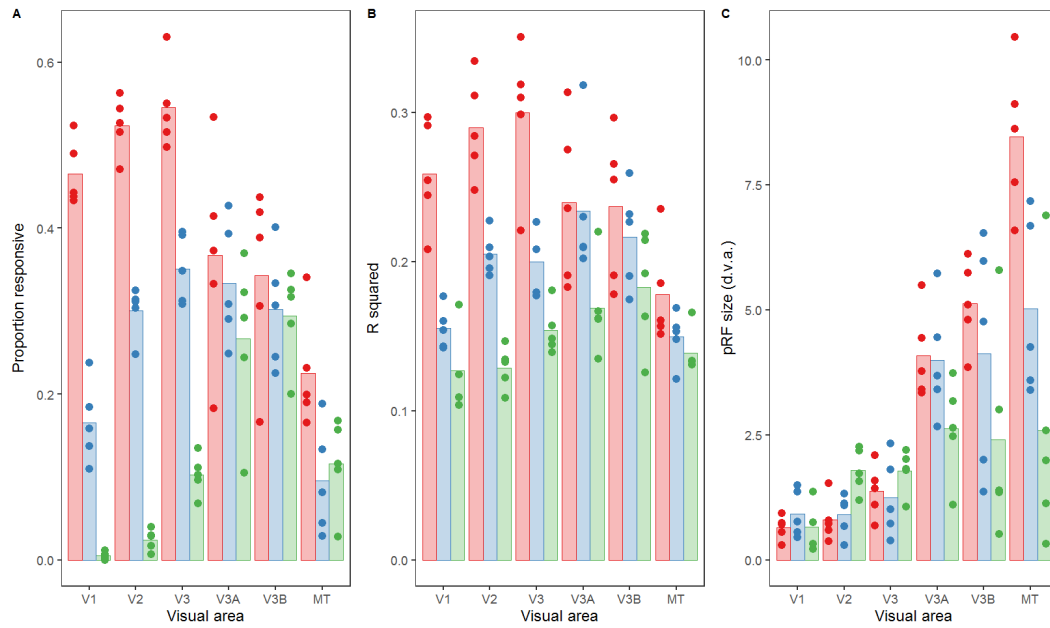 A
B
C
Proportion responsive
0.6
0.4
0.2
0.0
V1 V2 V3 V3A V3B MT
Visual area
R squared
0.3
0.2
0.1
0.0
V1 V2 V3 V3A V3B MT
Visual area
pRF size (d.v.a.)
10.0
7.5
5.0
2.5
0.0
V1 V2 V3 V3A V3B MT
Visual area